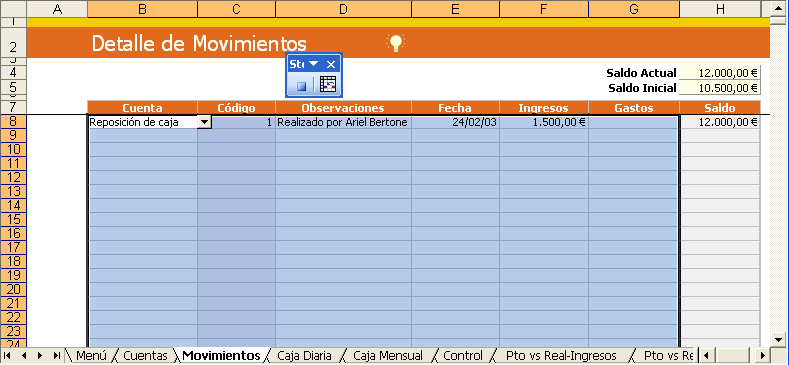 A B C D E F G H
1
2 Detalle de Movimientos
3
Sto
4 Saldo Actual 12.000,00 €
5 Saldo Inicial 10.500,00 €
7 Cuenta Código Observaciones Fecha Ingresos Gastos Saldo
8 Reposición de caja 1 Realizado por Ariel Bertone 24/02/03 1.500,00 € 12.000,00 €
9
10
11
12
13
14
15
16
17
18
19
20
21
22
23
24
Menú Cuentas Movimientos Caja Diaria Caja Mensual Control Pto vs Real-Ingresos Pto vs Re